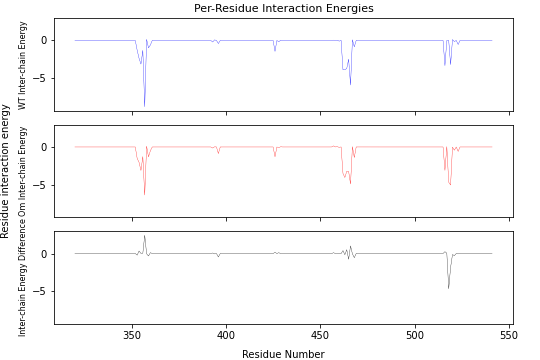 Per-Residue Interaction Energies
Residue interaction energy
WT Inter-chain Energy
0
−5
Om Inter-chain Energy
0
−5
Inter-chain Energy Difference
0
−5
350
400
450
500
550
Residue Number